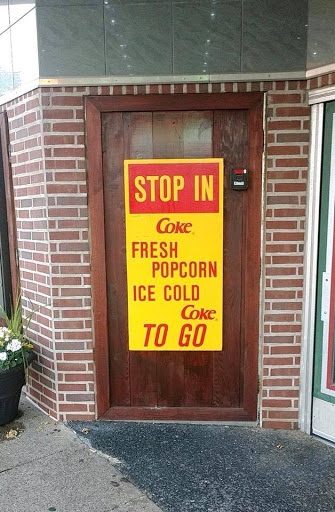 STOP IN
Coke
FRESH
POPCORN
ICE COLD
Coke
TO GO